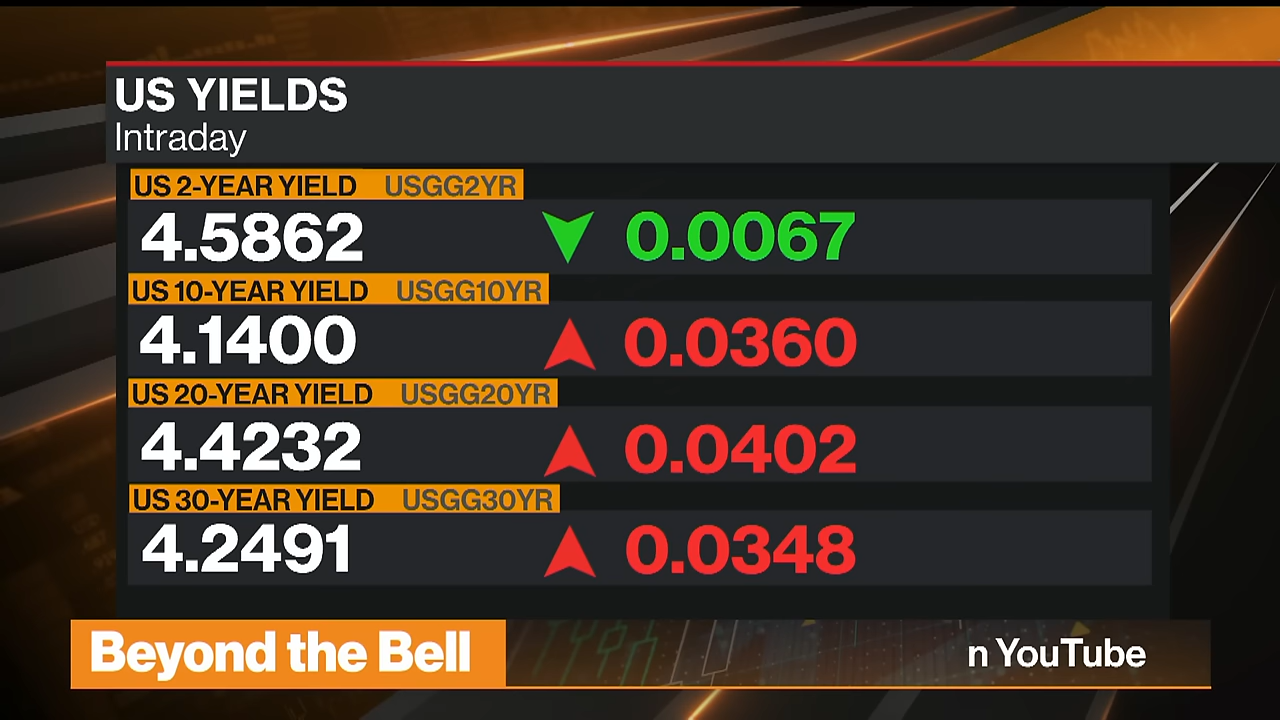 US YIELDS
Intraday
US 2-YEAR YIELD USGG2YR
4.5862 ▼ 0.0067
US 10-YEAR YIELD USGG10YR
4.1400 ▲ 0.0360
US 20-YEAR YIELD USGG20YR
4.4232 ▲ 0.0402
US 30-YEAR YIELD USGG30YR
4.2491 ▲ 0.0348
Beyond the Bell
n YouTube